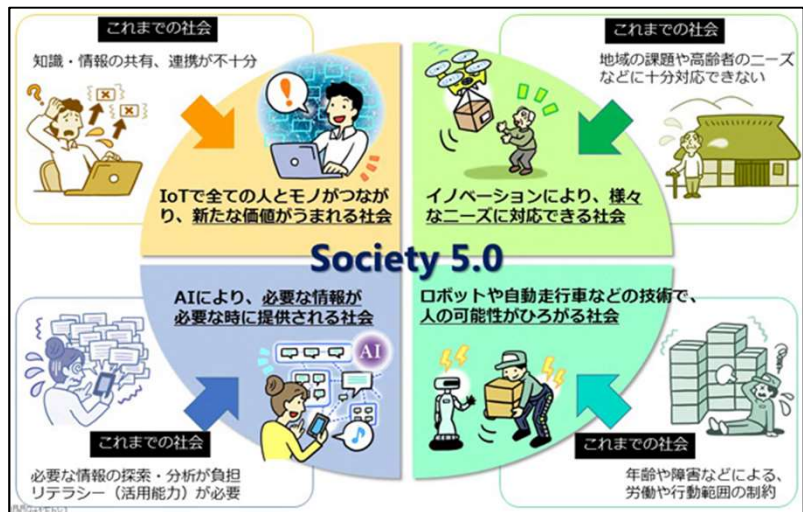 これまでの社会
知識・情報の共有、連携が不十分
これまでの社会
地域の課題や高齢者のニーズ
などに十分対応できない
IoTで全ての人とモノがつなが
り、新たな価値がうまれる社会
イノベーションにより、様々
なニーズに対応できる社会
Society 5.0
AIにより、必要な情報が
必要な時に提供される社会
AI
ロボットや自動走行車などの技術で、
人の可能性がひろがる社会
これまでの社会
必要な情報の探索・分析が負担
リテラシー（活用能力）が必要
これまでの社会
年齢や障害などによる、
労働や行動範囲の制約